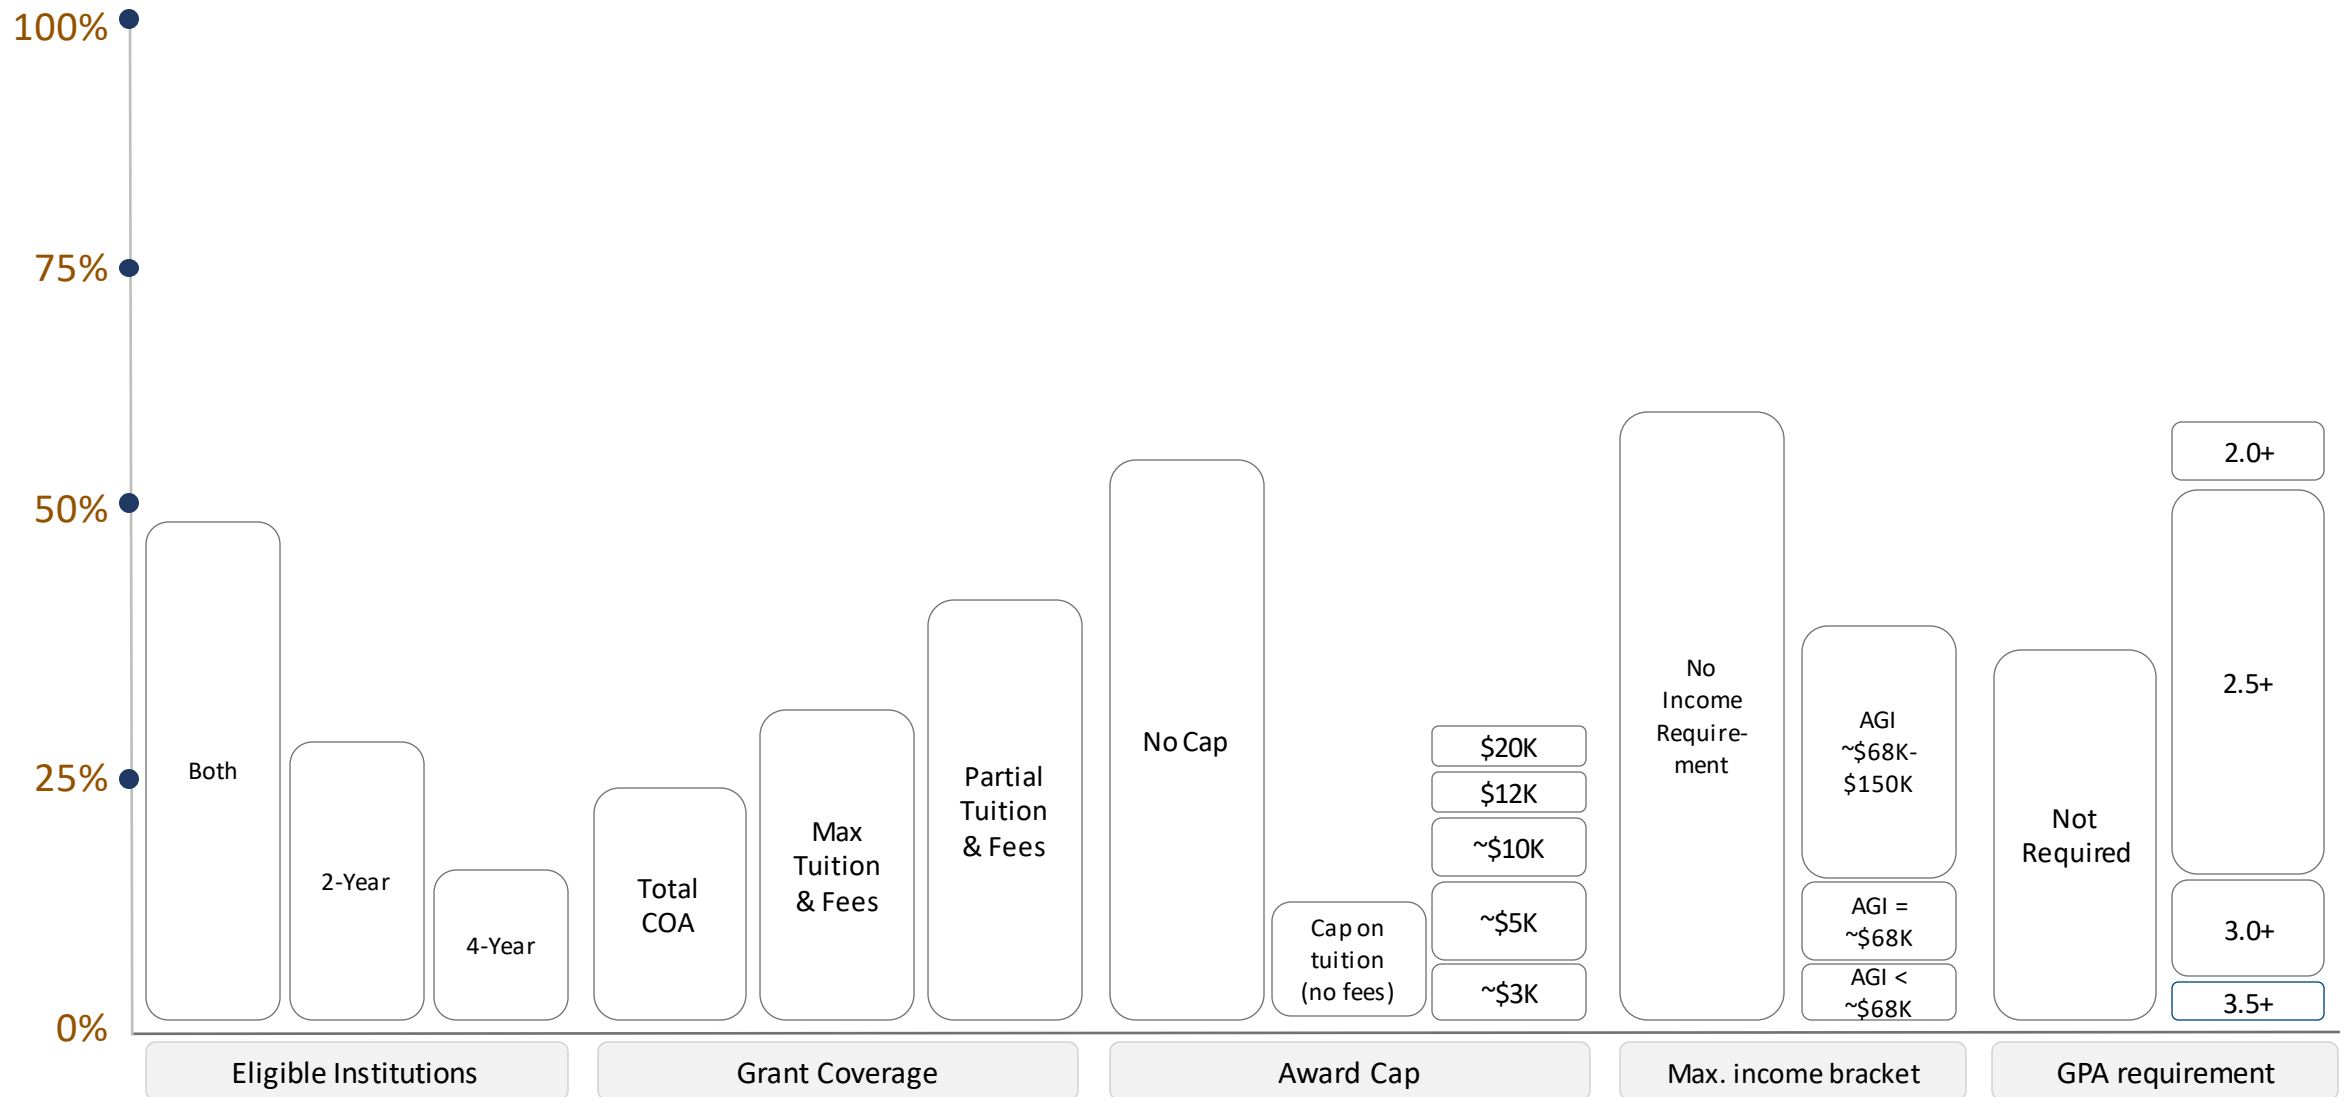 100%
75%
50%
25%
0%
Both
2-Year
4-Year
Total
COA
Max
Tuition
& Fees
Partial
Tuition
& Fees
No Cap
Cap on
tuition
(no fees)
$20K
$12K
~$10K
~$5K
~$3K
No
Income
Require-
ment
AGI
~$68K-
$150K
AGI =
~$68K
AGI <
~$68K
Not
Required
2.0+
2.5+
3.0+
3.5+
Eligible Institutions
Grant Coverage
Award Cap
Max. income bracket
GPA requirement